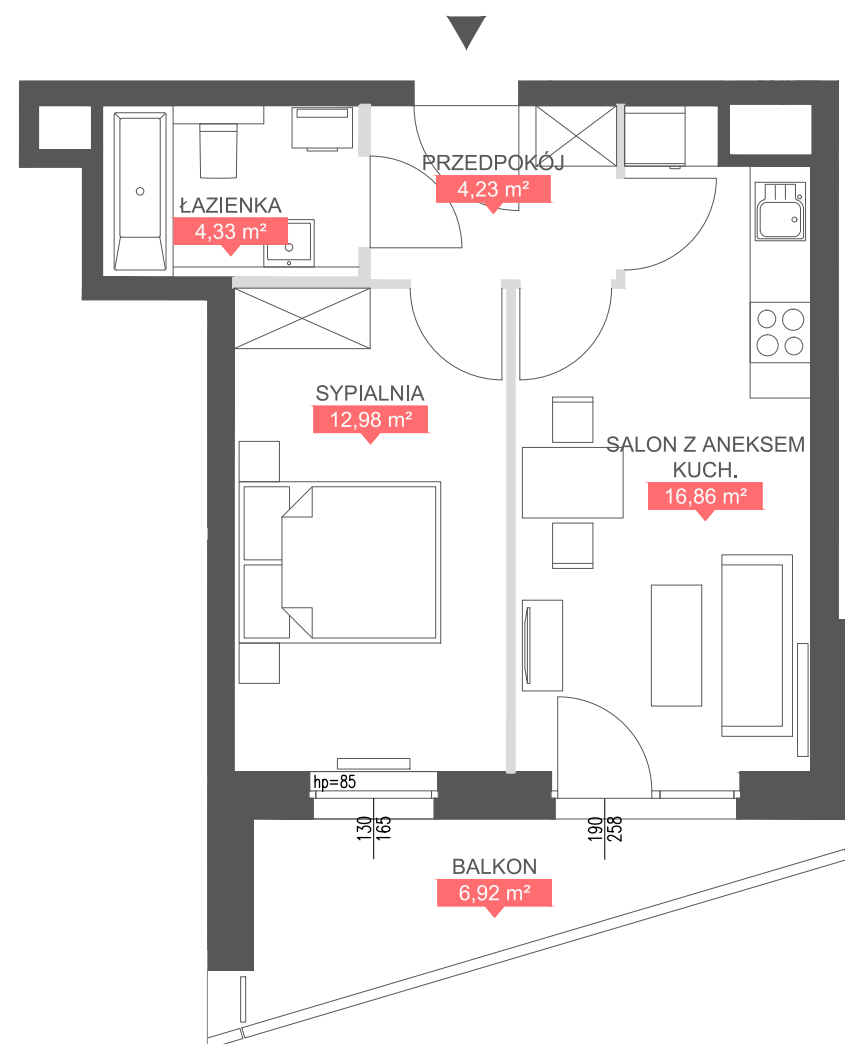 PRZEDPOKÓJ
4,23 m²
ŁAZIENKA
4,33 m²
SYPIALNIA
12,98 m²
SALON Z ANEKSEM
KUCH.
16,86 m²
hp=85
130
165
190
258
BALKON
6,92 m²